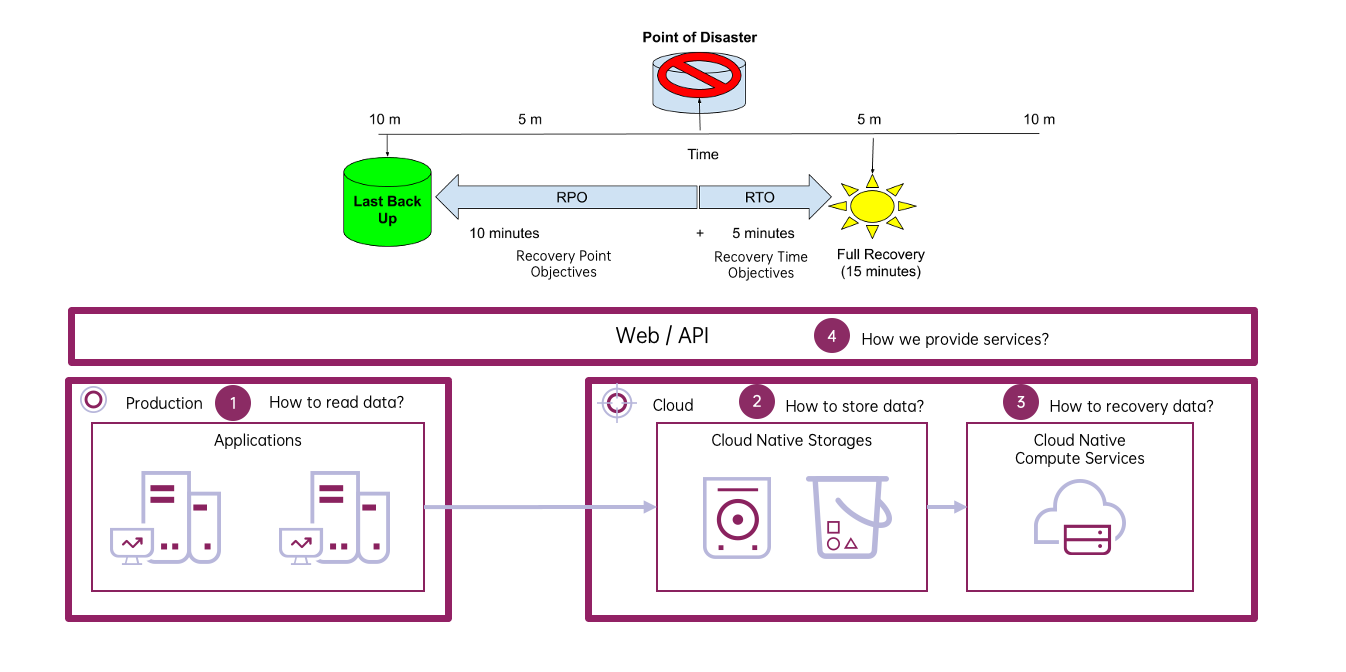 Point of Disaster
10 m
5 m
5 m
10 m
Time
Last Back
Up
RPO
RTO
10 minutes
+
5 minutes
Recovery Point
Objectives
Recovery Time
Objectives
Full Recovery
(15 minutes)
Web / API
4
How we provide services?
Production
1
How to read data?
Applications
Cloud
2
How to store data?
3
How to recovery data?
Cloud Native Storages
Cloud Native
Compute Services